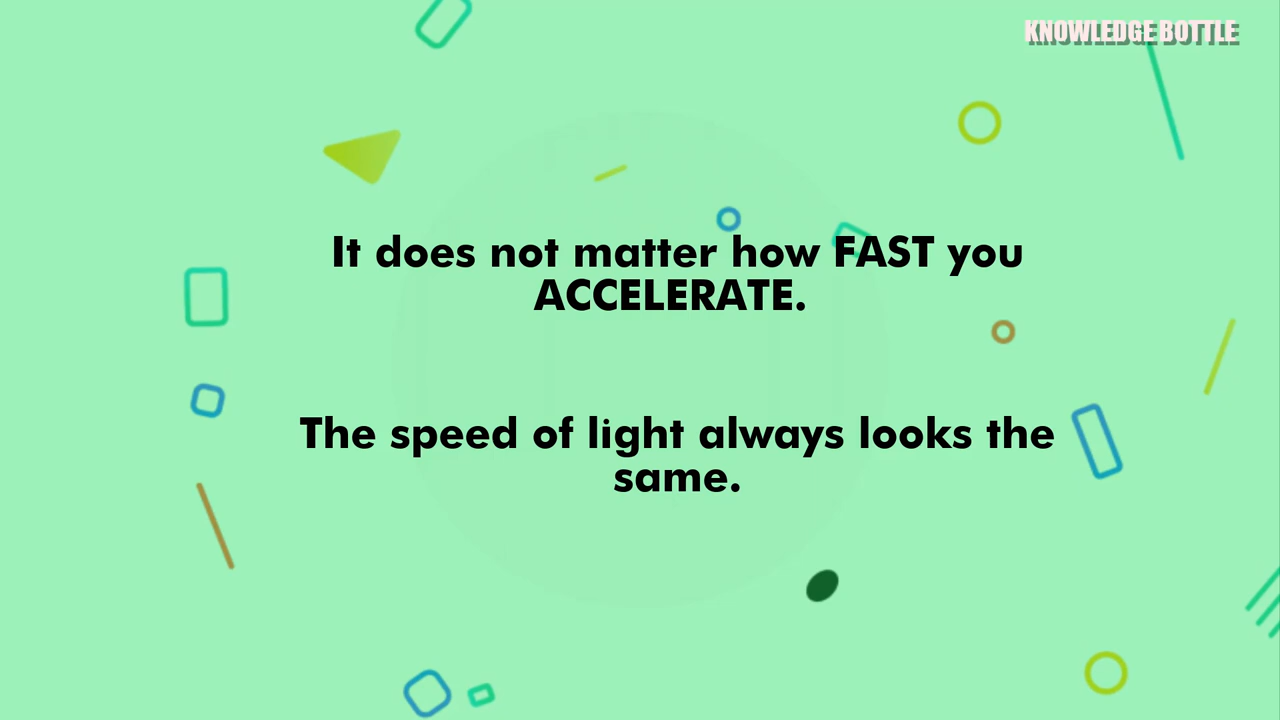 KNOWLEDGE BOTTLE
It does not matter how FAST you
ACCELERATE.
The speed of light always looks the
same.